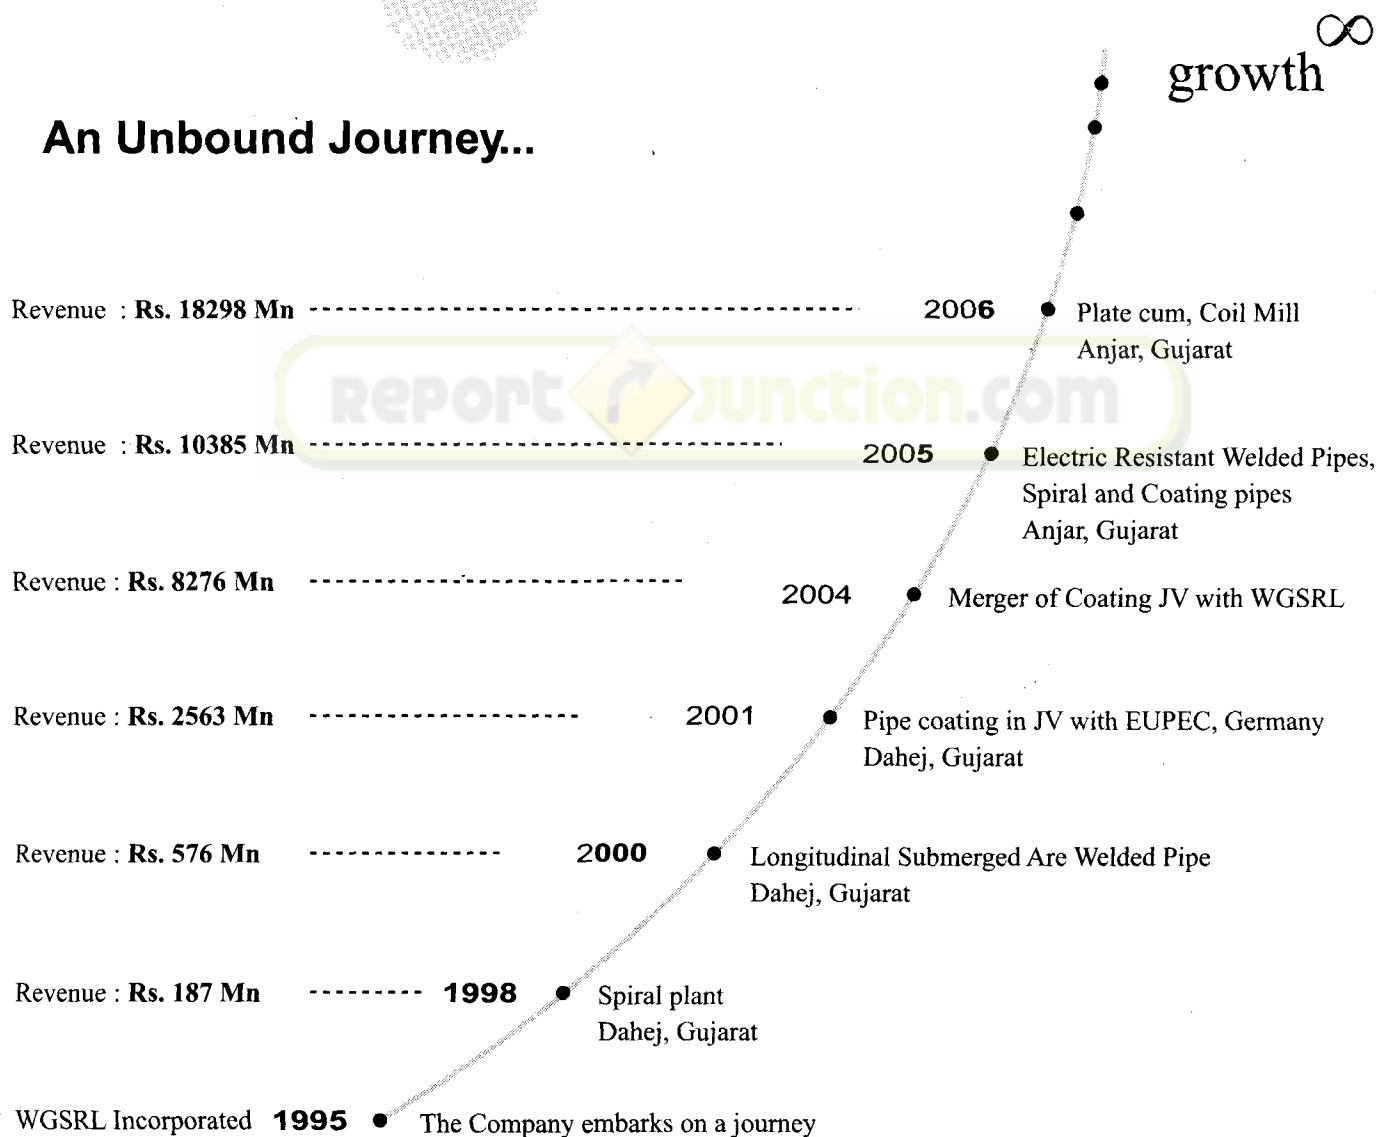 growth∞
An Unbound Journey...
Revenue : Rs. 18298 Mn 2006 Plate cum, Coil Mill
Anjar, Gujarat
REPORT JUNCTION.COM
Revenue : Rs. 10385 Mn 2005 Electric Resistant Welded Pipes,
Spiral and Coating pipes
Anjar, Gujarat
Revenue : Rs. 8276 Mn 2004 Merger of Coating JV with WGSRL
Revenue : Rs. 2563 Mn 2001 Pipe coating in JV with EUPEC, Germany
Dahej, Gujarat
Revenue : Rs. 576 Mn 2000 Longitudinal Submerged Are Welded Pipe
Dahej, Gujarat
Revenue : Rs. 187 Mn 1998 Spiral plant
Dahej, Gujarat
WGSRL Incorporated 1995 The Company embarks on a journey